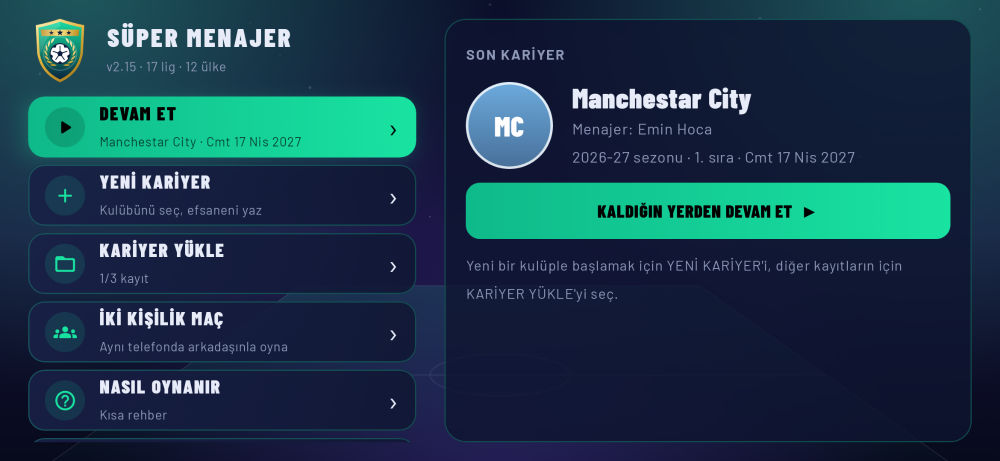 SÜPER MENAJER
v2.15 · 17 lig · 12 ülke
DEVAM ET
Manchestar City · Cmt 17 Nis 2027
YENİ KARİYER
Kulübünü seç, efsaneni yaz
KARİYER YÜKLE
1/3 kayıt
İKİ KİŞİLİK MAÇ
Aynı telefonda arkadaşınla oyna
NASIL OYNANIR
Kısa rehber
SON KARİYER
MC
Manchestar City
Menajer: Emin Hoca
2026-27 sezonu · 1. sıra · Cmt 17 Nis 2027
KALDIĞIN YERDEN DEVAM ET
Yeni bir kulüple başlamak için YENİ KARİYER'i, diğer kayıtların için
KARİYER YÜKLE'yi seç.